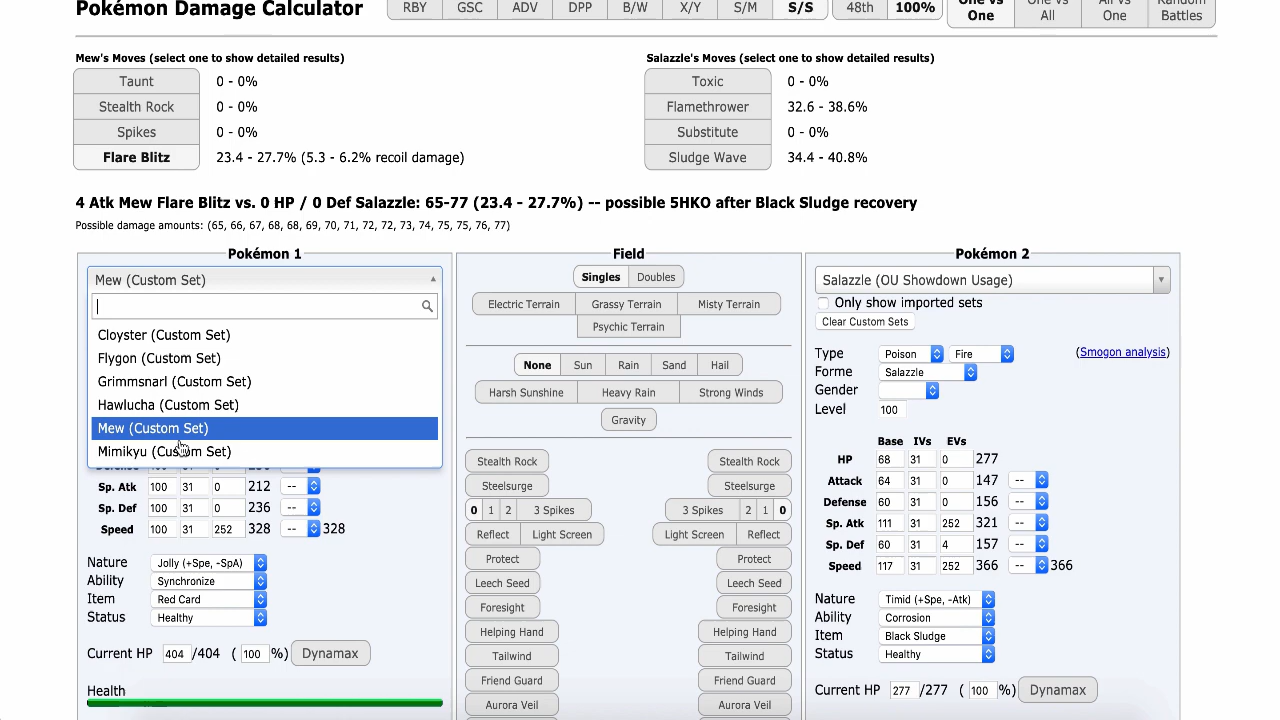 Pokémon Damage Calculator
RBY GSC ADV DPP B/W X/Y S/M S/S 48th 100% One vs One One vs All All vs One Random Battles
Mew's Moves (select one to show detailed results)
Taunt 0 - 0%
Stealth Rock 0 - 0%
Spikes 0 - 0%
Flare Blitz 23.4 - 27.7% (5.3 - 6.2% recoil damage)
Salazzle's Moves (select one to show detailed results)
Toxic 0 - 0%
Flamethrower 32.6 - 38.6%
Substitute 0 - 0%
Sludge Wave 34.4 - 40.8%
4 Atk Mew Flare Blitz vs. 0 HP / 0 Def Salazzle: 65-77 (23.4 - 27.7%) -- possible 5HKO after Black Sludge recovery
Possible damage amounts: (65, 66, 67, 68, 68, 69, 70, 71, 72, 72, 73, 74, 75, 75, 76, 77)
Pokémon 1
Mew (Custom Set)
Cloyster (Custom Set)
Flygon (Custom Set)
Grimmsnarl (Custom Set)
Hawlucha (Custom Set)
Mew (Custom Set)
Mimikyu (Custom Set)
Sp. Atk 100 31 0 212 --
Sp. Def 100 31 0 236 --
Speed 100 31 252 328 -- 328
Nature Jolly (+Spe, -SpA)
Ability Synchronize
Item Red Card
Status Healthy
Current HP 404 /404 ( 100 %) Dynamax
Health
Field
Singles Doubles
Electric Terrain Grassy Terrain Misty Terrain
Psychic Terrain
None Sun Rain Sand Hail
Harsh Sunshine Heavy Rain Strong Winds
Gravity
Stealth Rock Stealth Rock
Steelsurge Steelsurge
0 1 2 3 Spikes 3 Spikes 2 1 0
Reflect Light Screen Light Screen Reflect
Protect Protect
Leech Seed Leech Seed
Foresight Foresight
Helping Hand Helping Hand
Tailwind Tailwind
Friend Guard Friend Guard
Aurora Veil Aurora Veil
Pokémon 2
Salazzle (OU Showdown Usage)
Only show imported sets
Clear Custom Sets
Type Poison Fire (Smogon analysis)
Forme Salazzle
Gender
Level 100
Base IVs EVs
HP 68 31 0 277
Attack 64 31 0 147 --
Defense 60 31 0 156 --
Sp. Atk 111 31 252 321 --
Sp. Def 60 31 4 157 --
Speed 117 31 252 366 -- 366
Nature Timid (+Spe, -Atk)
Ability Corrosion
Item Black Sludge
Status Healthy
Current HP 277 /277 ( 100 %) Dynamax